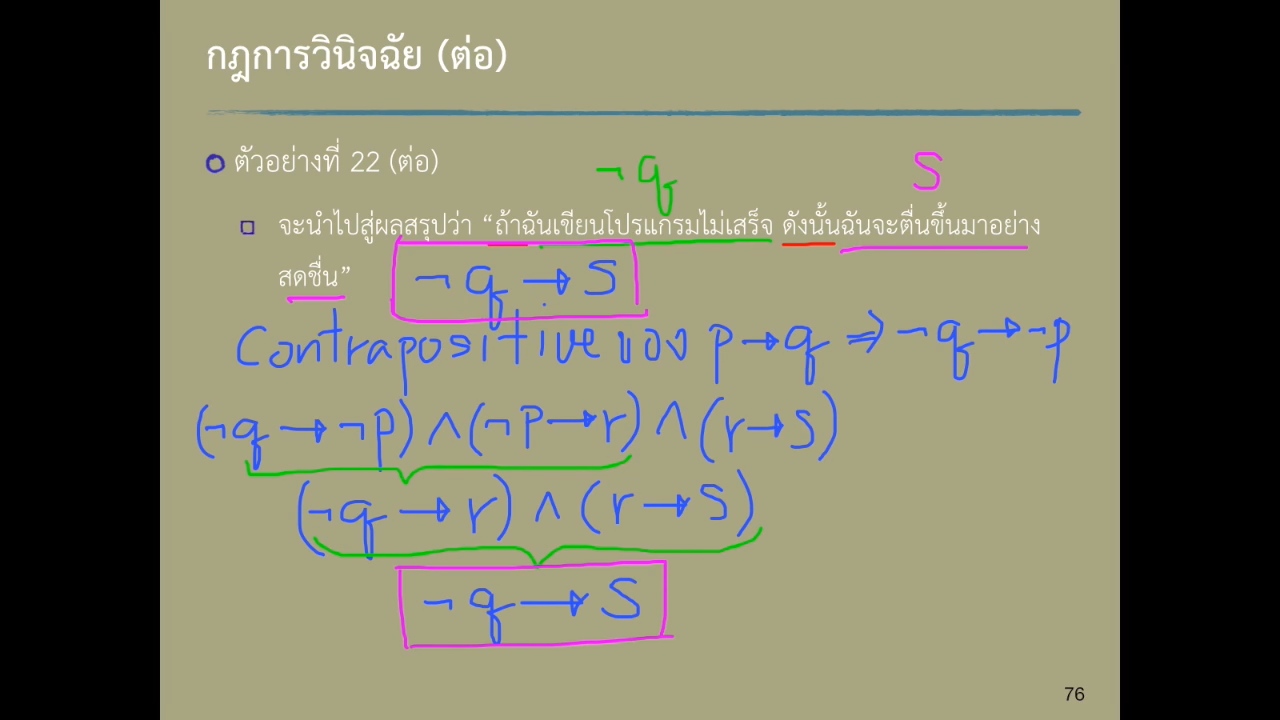 กฎการวินิจฉัย (ต่อ)
ตัวอย่างที่ 22 (ต่อ)
¬q S
จะนำไปสู่ผลสรุปว่า “ถ้าฉันเขียนโปรแกรมไม่เสร็จ ดังนั้นฉันจะตื่นขึ้นมาอย่าง
สดชื่น”
¬q → S
Contrapositive ของ p → q ⇒ ¬q → ¬p
(¬q → ¬p) ∧ (¬p → r) ∧ (r → s)
(¬q → r) ∧ (r → s)
¬q → S
76